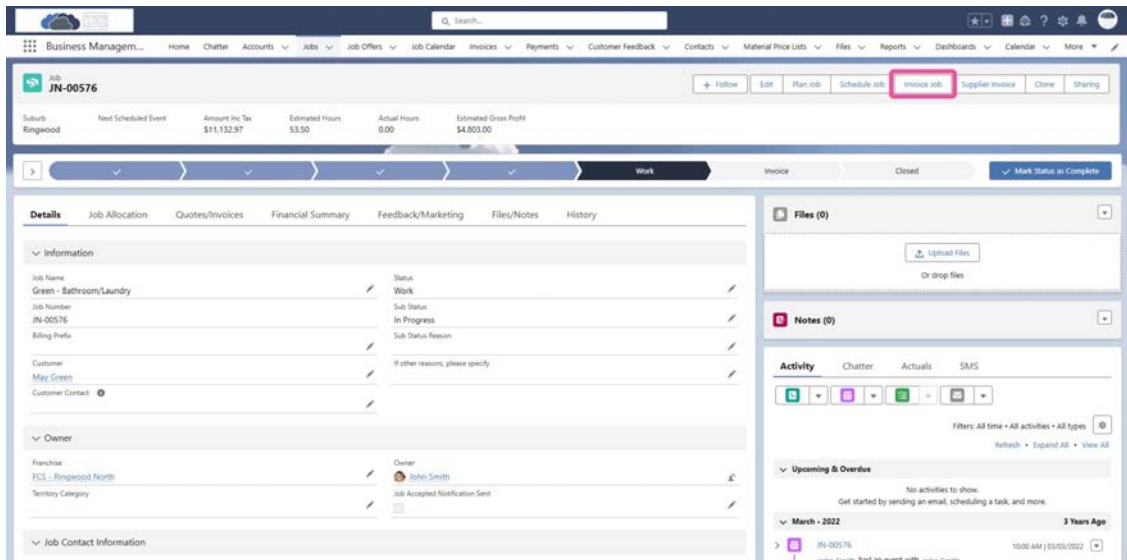 Search...
Business Managem... Home Chatter Accounts Jobs Job Offers Job Calendar Invoices Payments Customer Feedback Contacts Material Price Lists Files Reports Dashboards Calendar More
Job
JN-00576
+ Follow Edit Plan Job Schedule Job Invoice Job Supplier Invoice Clone Sharing
Suburb Next Scheduled Event Amount Inc Tax Estimated Hours Actual Hours Estimated Gross Profit
Ringwood $11,132.97 53.50 0.00 $4,803.00
Work Invoice Closed Mark Status as Complete
Details Job Allocation Quotes/Invoices Financial Summary Feedback/Marketing Files/Notes History
Information
Job Name Status
Green - Bathroom/Laundry Work
Job Number Sub Status
JN-00576 In Progress
Billing Prefix Sub Status Reason
Customer If other reasons, please specify
May Green
Customer Contact
Owner
Franchise Owner
FCS - Ringwood North John Smith
Territory Category Job Accepted Notification Sent
Job Contact Information
Files (0)
Upload Files
Or drop files
Notes (0)
Activity Chatter Actuals SMS
Filters: All time • All activities • All types
Refresh • Expand All • View All
Upcoming & Overdue
No activities to show.
Get started by sending an email, scheduling a task, and more.
March - 2022 3 Years Ago
JN-00576 10:00 AM | 03/03/2022
John Smith had an event with John Smith